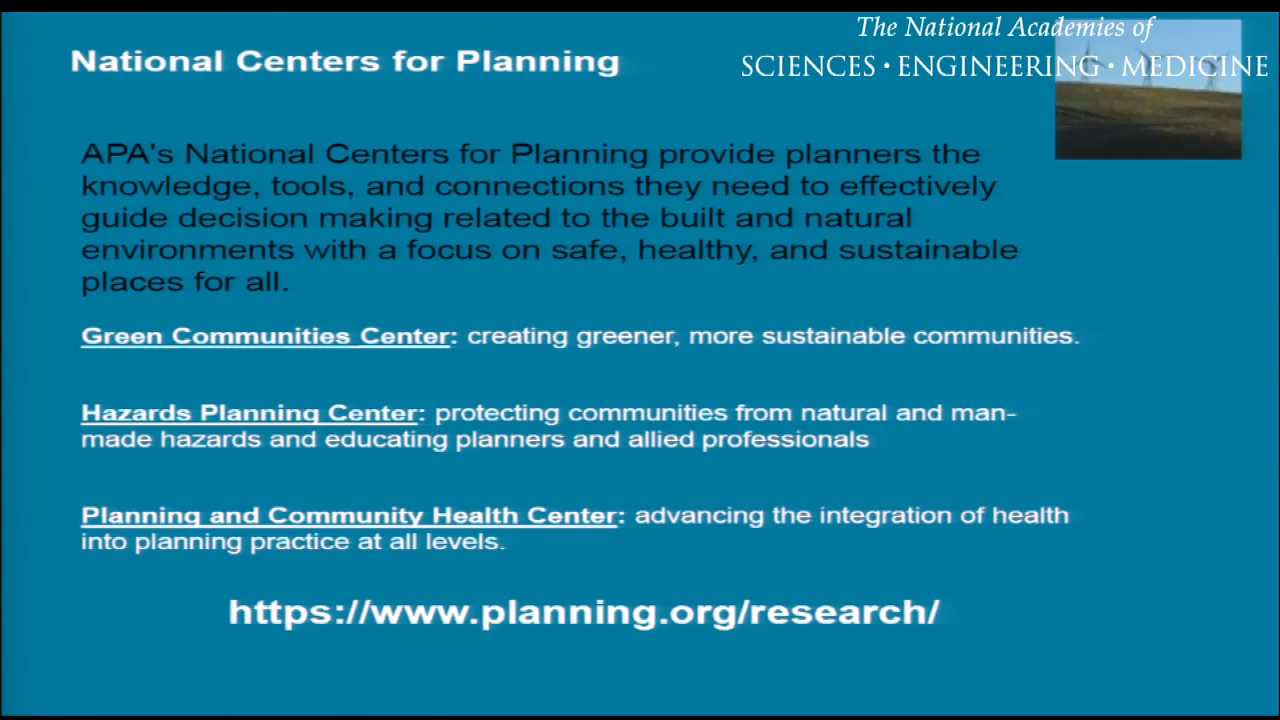 The National Academies of
SCIENCES • ENGINEERING • MEDICINE
National Centers for Planning
APA's National Centers for Planning provide planners the
knowledge, tools, and connections they need to effectively
guide decision making related to the built and natural
environments with a focus on safe, healthy, and sustainable
places for all.
Green Communities Center: creating greener, more sustainable communities.
Hazards Planning Center: protecting communities from natural and man-
made hazards and educating planners and allied professionals
Planning and Community Health Center: advancing the integration of health
into planning practice at all levels.
https://www.planning.org/research/